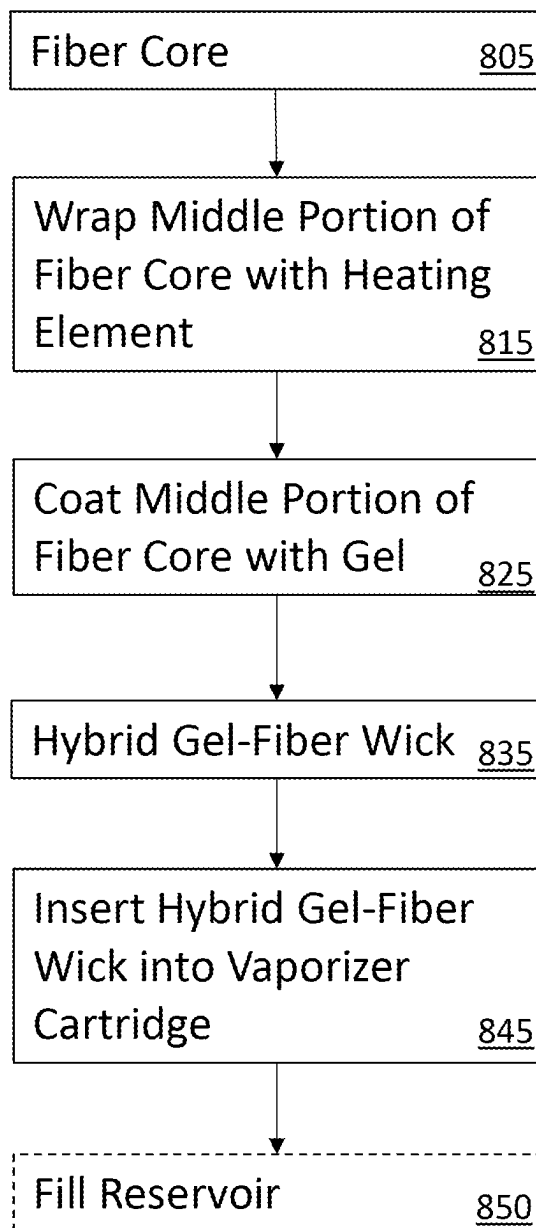 Fiber Core 805
Wrap Middle Portion of
Fiber Core with Heating
Element 815
Coat Middle Portion of
Fiber Core with Gel 825
Hybrid Gel-Fiber Wick 835
Insert Hybrid Gel-Fiber
Wick into Vaporizer
Cartridge 845
Fill Reservoir 850